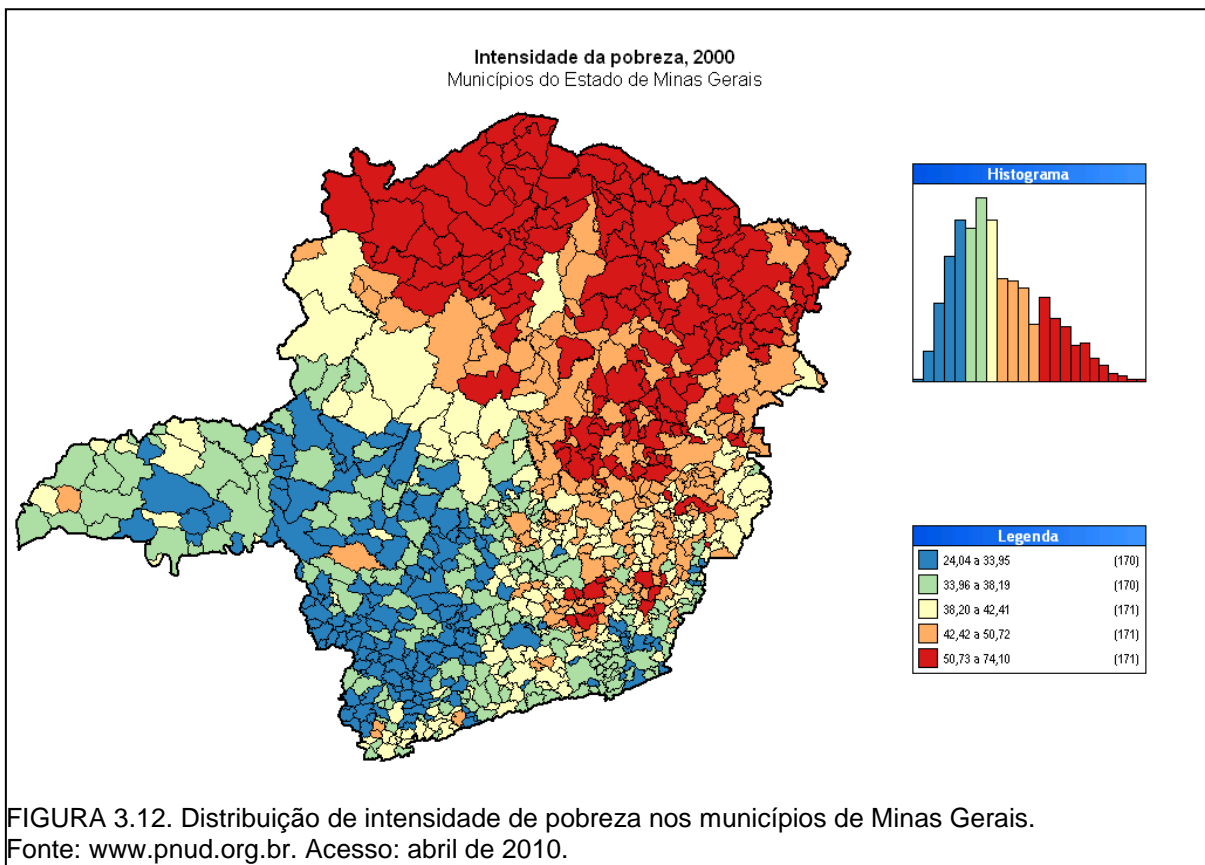 Intensidade da pobreza, 2000
Municípios do Estado de Minas Gerais
Histograma
Legenda
24,04 a 33,95 (170)
33,96 a 38,19 (170)
38,20 a 42,41 (171)
42,42 a 50,72 (171)
50,73 a 74,10 (171)
FIGURA 3.12. Distribuição de intensidade de pobreza nos municípios de Minas Gerais.
Fonte: www.pnud.org.br. Acesso: abril de 2010.